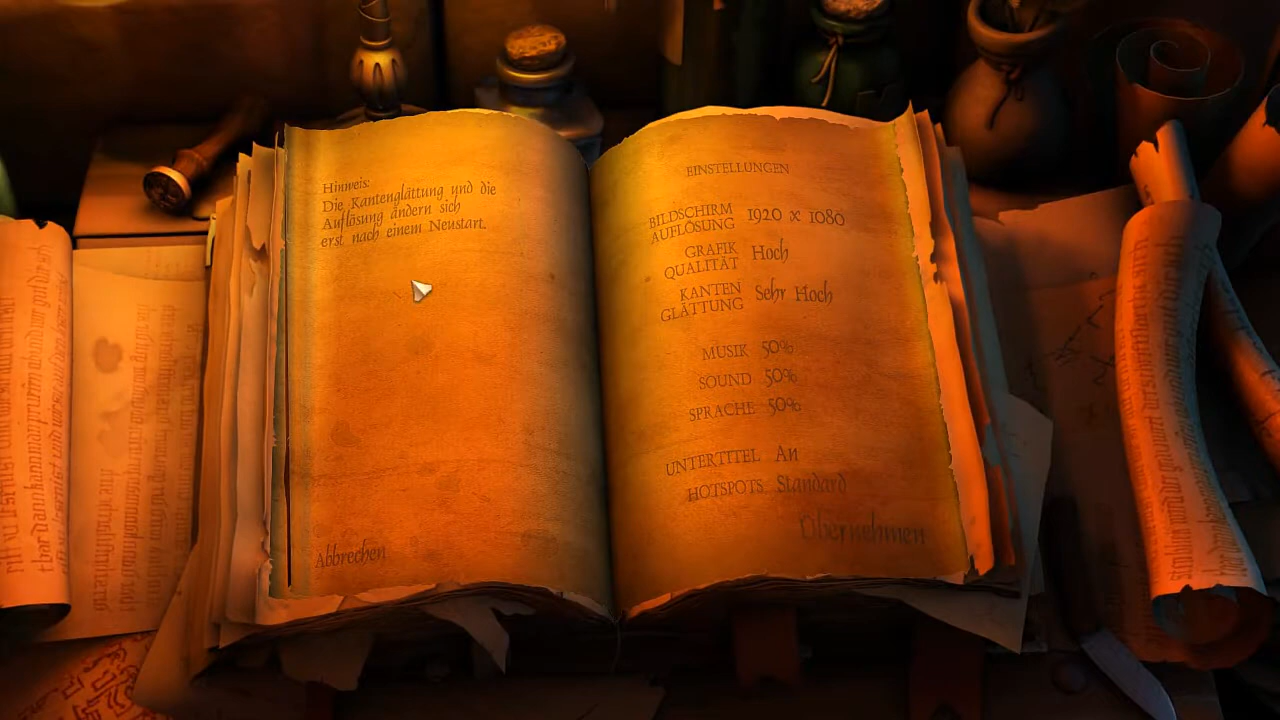 Hinweis:
Die Kantenglättung und die
Auflösung ändern sich
erst nach einem Neustart.
Abbrechen
EINSTELLUNGEN
BILDSCHIRM
AUFLÖSUNG 1920 x 1080
GRAFIK
QUALITÄT Hoch
KANTEN
GLÄTTUNG Sehr Hoch
MUSIK 50%
SOUND 50%
SPRACHE 50%
UNTERTITEL An
HOTSPOTS Standard
Übernehmen